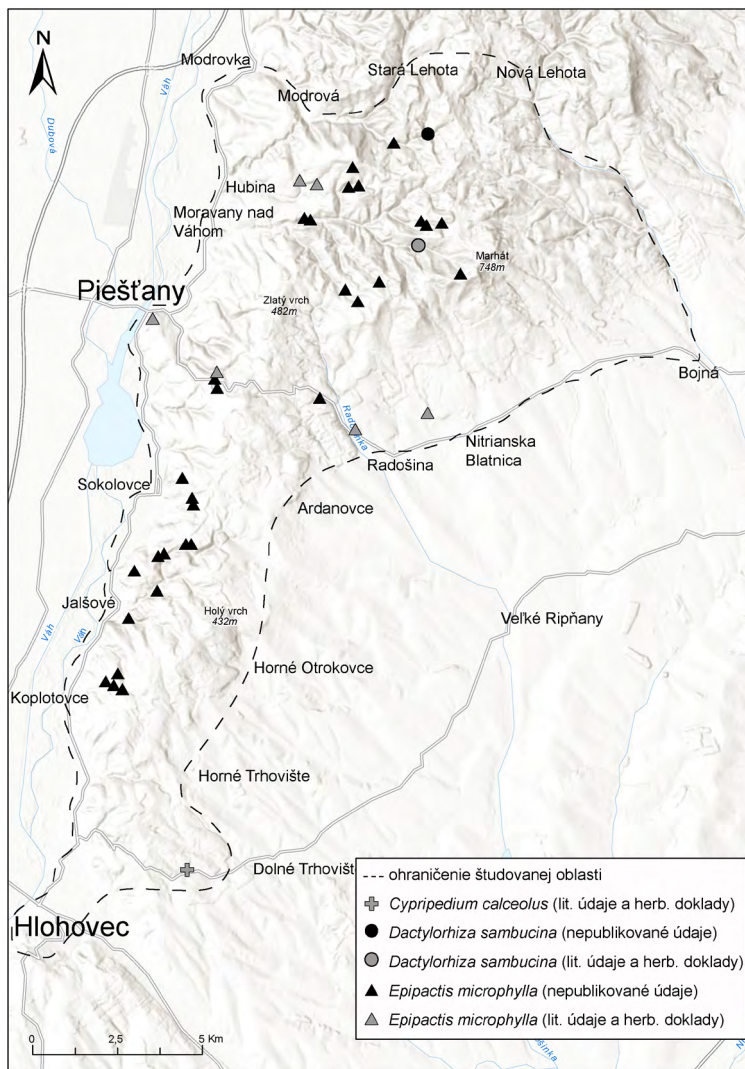 N
Modrovka
Stará Lehota
Nová Lehota
Váh
Modrová
Dubová
Hubina
Moravany nad
Váhom
Marhát
748m
Piešťany
Zlatý vrch
482m
Bojná
Radošinka
Nitrianska
Blatnica
Radošina
Sokolovce
Ardanovce
Jalšové
Holý vrch
432m
Veľké Ripňany
Váh
Váh
Horné Otrokovce
Koplotovce
Horné Trhovište
Dolné Trhovište
Hlohovec
ohraničenie študovanej oblasti
Cypripedium calceolus (lit. údaje a herb. doklady)
Dactylorhiza sambucina (nepublikované údaje)
Dactylorhiza sambucina (lit. údaje a herb. doklady)
Epipactis microphylla (nepublikované údaje)
Epipactis microphylla (lit. údaje a herb. doklady)
0 2,5 5 Km